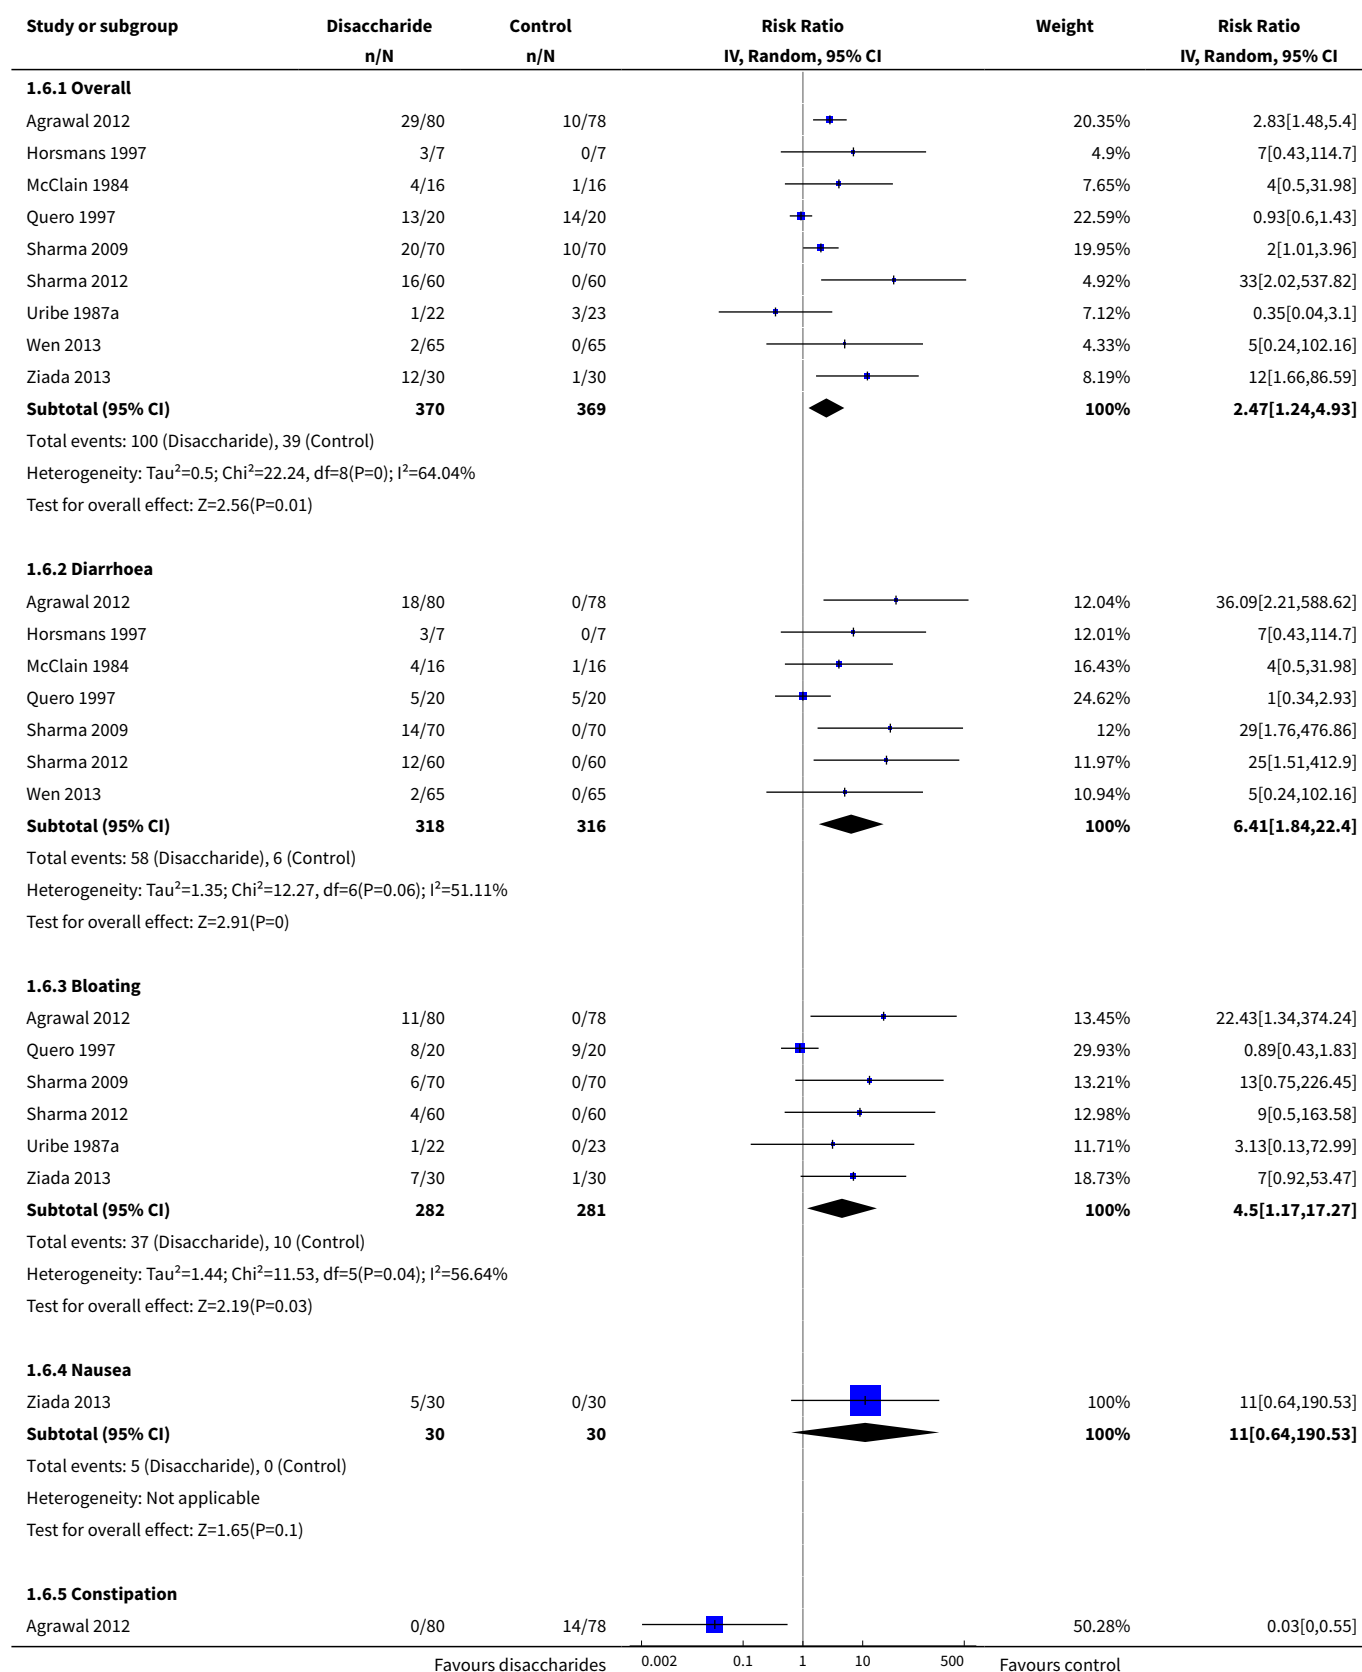 Study or subgroup Disaccharide Control Risk Ratio Weight Risk Ratio
n/N n/N IV, Random, 95% CI IV, Random, 95% CI
1.6.1 Overall
Agrawal 2012 29/80 10/78 20.35% 2.83[1.48,5.4]
Horsmans 1997 3/7 0/7 4.9% 7[0.43,114.7]
McClain 1984 4/16 1/16 7.65% 4[0.5,31.98]
Quero 1997 13/20 14/20 22.59% 0.93[0.6,1.43]
Sharma 2009 20/70 10/70 19.95% 2[1.01,3.96]
Sharma 2012 16/60 0/60 4.92% 33[2.02,537.82]
Uribe 1987a 1/22 3/23 7.12% 0.35[0.04,3.1]
Wen 2013 2/65 0/65 4.33% 5[0.24,102.16]
Ziada 2013 12/30 1/30 8.19% 12[1.66,86.59]
Subtotal (95% CI) 370 369 100% 2.47[1.24,4.93]
Total events: 100 (Disaccharide), 39 (Control)
Heterogeneity: Tau²=0.5; Chi²=22.24, df=8(P=0); I²=64.04%
Test for overall effect: Z=2.56(P=0.01)
1.6.2 Diarrhoea
Agrawal 2012 18/80 0/78 12.04% 36.09[2.21,588.62]
Horsmans 1997 3/7 0/7 12.01% 7[0.43,114.7]
McClain 1984 4/16 1/16 16.43% 4[0.5,31.98]
Quero 1997 5/20 5/20 24.62% 1[0.34,2.93]
Sharma 2009 14/70 0/70 12% 29[1.76,476.86]
Sharma 2012 12/60 0/60 11.97% 25[1.51,412.9]
Wen 2013 2/65 0/65 10.94% 5[0.24,102.16]
Subtotal (95% CI) 318 316 100% 6.41[1.84,22.4]
Total events: 58 (Disaccharide), 6 (Control)
Heterogeneity: Tau²=1.35; Chi²=12.27, df=6(P=0.06); I²=51.11%
Test for overall effect: Z=2.91(P=0)
1.6.3 Bloating
Agrawal 2012 11/80 0/78 13.45% 22.43[1.34,374.24]
Quero 1997 8/20 9/20 29.93% 0.89[0.43,1.83]
Sharma 2009 6/70 0/70 13.21% 13[0.75,226.45]
Sharma 2012 4/60 0/60 12.98% 9[0.5,163.58]
Uribe 1987a 1/22 0/23 11.71% 3.13[0.13,72.99]
Ziada 2013 7/30 1/30 18.73% 7[0.92,53.47]
Subtotal (95% CI) 282 281 100% 4.5[1.17,17.27]
Total events: 37 (Disaccharide), 10 (Control)
Heterogeneity: Tau²=1.44; Chi²=11.53, df=5(P=0.04); I²=56.64%
Test for overall effect: Z=2.19(P=0.03)
1.6.4 Nausea
Ziada 2013 5/30 0/30 100% 11[0.64,190.53]
Subtotal (95% CI) 30 30 100% 11[0.64,190.53]
Total events: 5 (Disaccharide), 0 (Control)
Heterogeneity: Not applicable
Test for overall effect: Z=1.65(P=0.1)
1.6.5 Constipation
Agrawal 2012 0/80 14/78 50.28% 0.03[0,0.55]
Favours disaccharides 0.002 0.1 1 10 500 Favours control